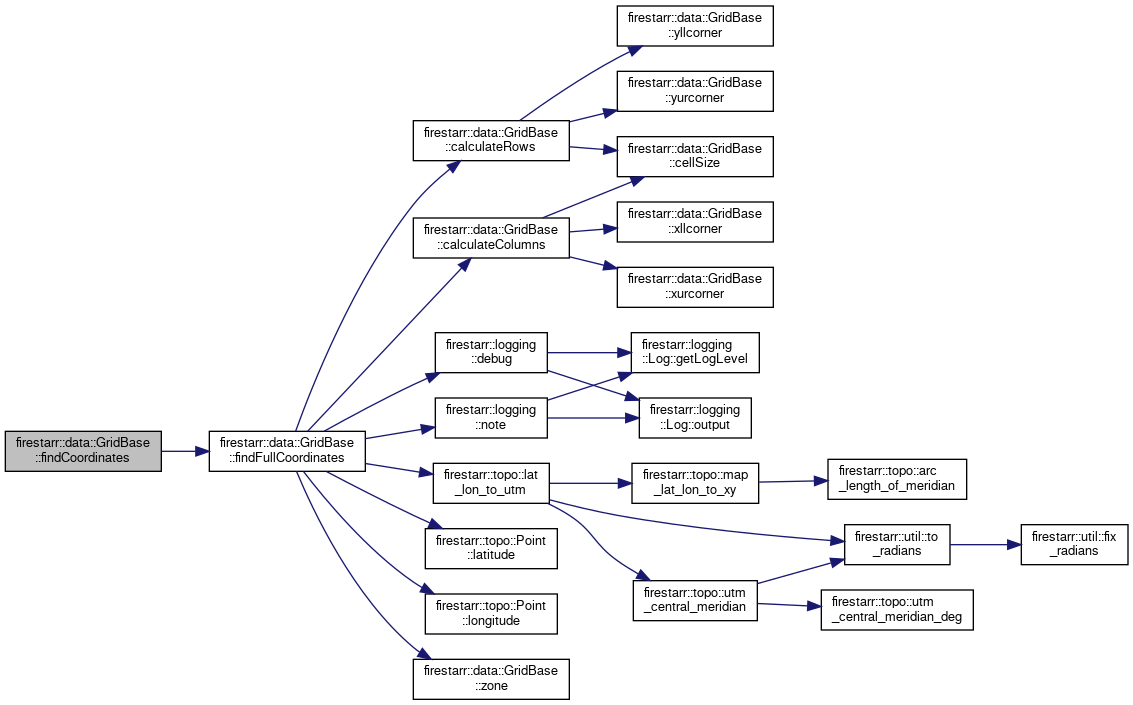 firestarr::data::GridBase
::findCoordinates
firestarr::data::GridBase
::findFullCoordinates
firestarr::data::GridBase
::calculateRows
firestarr::data::GridBase
::calculateColumns
firestarr::logging
::debug
firestarr::logging
::note
firestarr::topo::lat
_lon_to_utm
firestarr::topo::Point
::latitude
firestarr::topo::Point
::longitude
firestarr::data::GridBase
::zone
firestarr::data::GridBase
::yllcorner
firestarr::data::GridBase
::yurcorner
firestarr::data::GridBase
::cellSize
firestarr::data::GridBase
::xllcorner
firestarr::data::GridBase
::xurcorner
firestarr::logging
::Log::getLogLevel
firestarr::logging
::Log::output
firestarr::topo::map
_lat_lon_to_xy
firestarr::topo::utm
_central_meridian
firestarr::topo::arc
_length_of_meridian
firestarr::util::to
_radians
firestarr::topo::utm
_central_meridian_deg
firestarr::util::fix
_radians